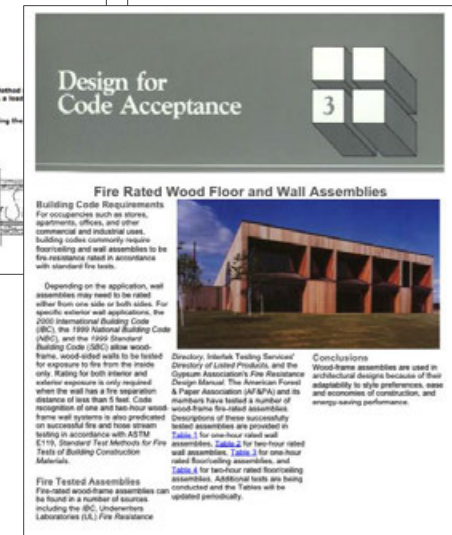 ethod
a lead
ing the
Design for
Code Acceptance
3
Fire Rated Wood Floor and Wall Assemblies
Building Code Requirements
For occupancies such as stores,
apartments, offices, and other
commercial and industrial uses,
building codes commonly require
floor/ceiling and wall assemblies to be
fire-resistance rated in accordance
with standard fire tests.
Depending on the application, wall
assemblies may need to be rated
either from one side or both sides. For
specific exterior wall applications, the
2000 International Building Code
(IBC), the 1999 National Building Code
(NBC), and the 1999 Standard
Building Code (SBC) allow wood-
frame, wood-sided walls to be tested
for exposure to fire from the inside
only. Rating for both interior and
exterior exposure is only required
when the wall has a fire separation
distance of less than 5 feet. Code
recognition of one and two-hour wood-
frame wall systems is also predicated
on successful fire and hose stream
testing in accordance with ASTM
E119, Standard Test Methods for Fire
Tests of Building Construction
Materials.
Fire Tested Assemblies
Fire-rated wood-frame assemblies can
be found in a number of sources
including the IBC, Underwriters
Laboratories (UL) Fire Resistance
Directory, Intertek Testing Services'
Directory of Listed Products, and the
Gypsum Association's Fire Resistance
Design Manual. The American Forest
& Paper Association (AF&PA) and its
members have tested a number of
wood-frame fire-rated assemblies.
Descriptions of these successfully
tested assemblies are provided in
Table 1 for one-hour rated wall
assemblies, Table 2 for two-hour rated
wall assemblies, Table 3 for one-hour
rated floor/ceiling assemblies, and
Table 4 for two-hour rated floor/ceiling
assemblies. Additional tests are being
conducted and the Tables will be
updated periodically.
Conclusions
Wood-frame assemblies are used in
architectural designs because of their
adaptability to style preferences, ease
and economies of construction, and
energy-saving performance.